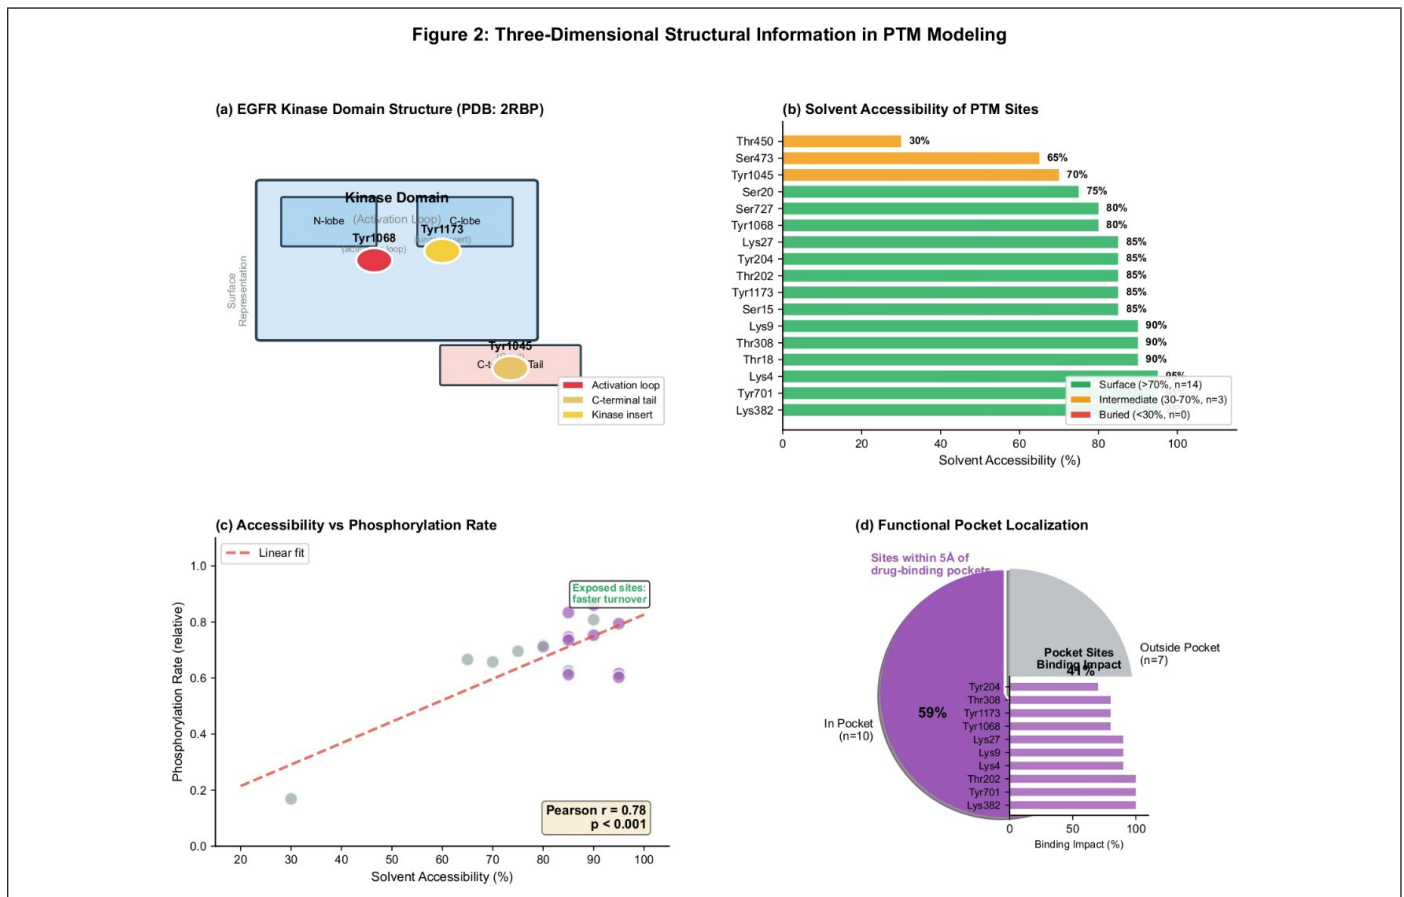 Figure 2: Three-Dimensional Structural Information in PTM Modeling
(a) EGFR Kinase Domain Structure (PDB: 2RBP)
Kinase Domain
N-lobe
(Activation Loop)
C-lobe
Tyr1068
Tyr1173
Surface
Representation
Tyr1045
Tail
Activation loop
C-terminal tail
Kinase insert
(b) Solvent Accessibility of PTM Sites
Thr450 30%
Ser473 65%
Tyr1045 70%
Ser20 75%
Ser727 80%
Tyr1068 80%
Lys27 85%
Tyr204 85%
Thr202 85%
Tyr1173 85%
Ser15 85%
Lys9 90%
Thr308 90%
Thr18 90%
Lys4 95%
Tyr701
Lys382
Surface (>70%, n=14)
Intermediate (30-70%, n=3)
Buried (<30%, n=0)
0 20 40 60 80 100
Solvent Accessibility (%)
(c) Accessibility vs Phosphorylation Rate
Linear fit
Exposed sites:
faster turnover
Phosphorylation Rate (relative)
1.0
0.8
0.6
0.4
0.2
0.0
Pearson r = 0.78
p < 0.001
20 30 40 50 60 70 80 90 100
Solvent Accessibility (%)
(d) Functional Pocket Localization
Sites within 5Å of
drug-binding pockets
Outside Pocket
(n=7)
41%
In Pocket
(n=10)
59%
Pocket Sites
Binding Impact
Tyr204
Thr308
Tyr1173
Tyr1068
Lys27
Lys9
Lys4
Thr202
Tyr701
Lys382
0 50 100
Binding Impact (%)